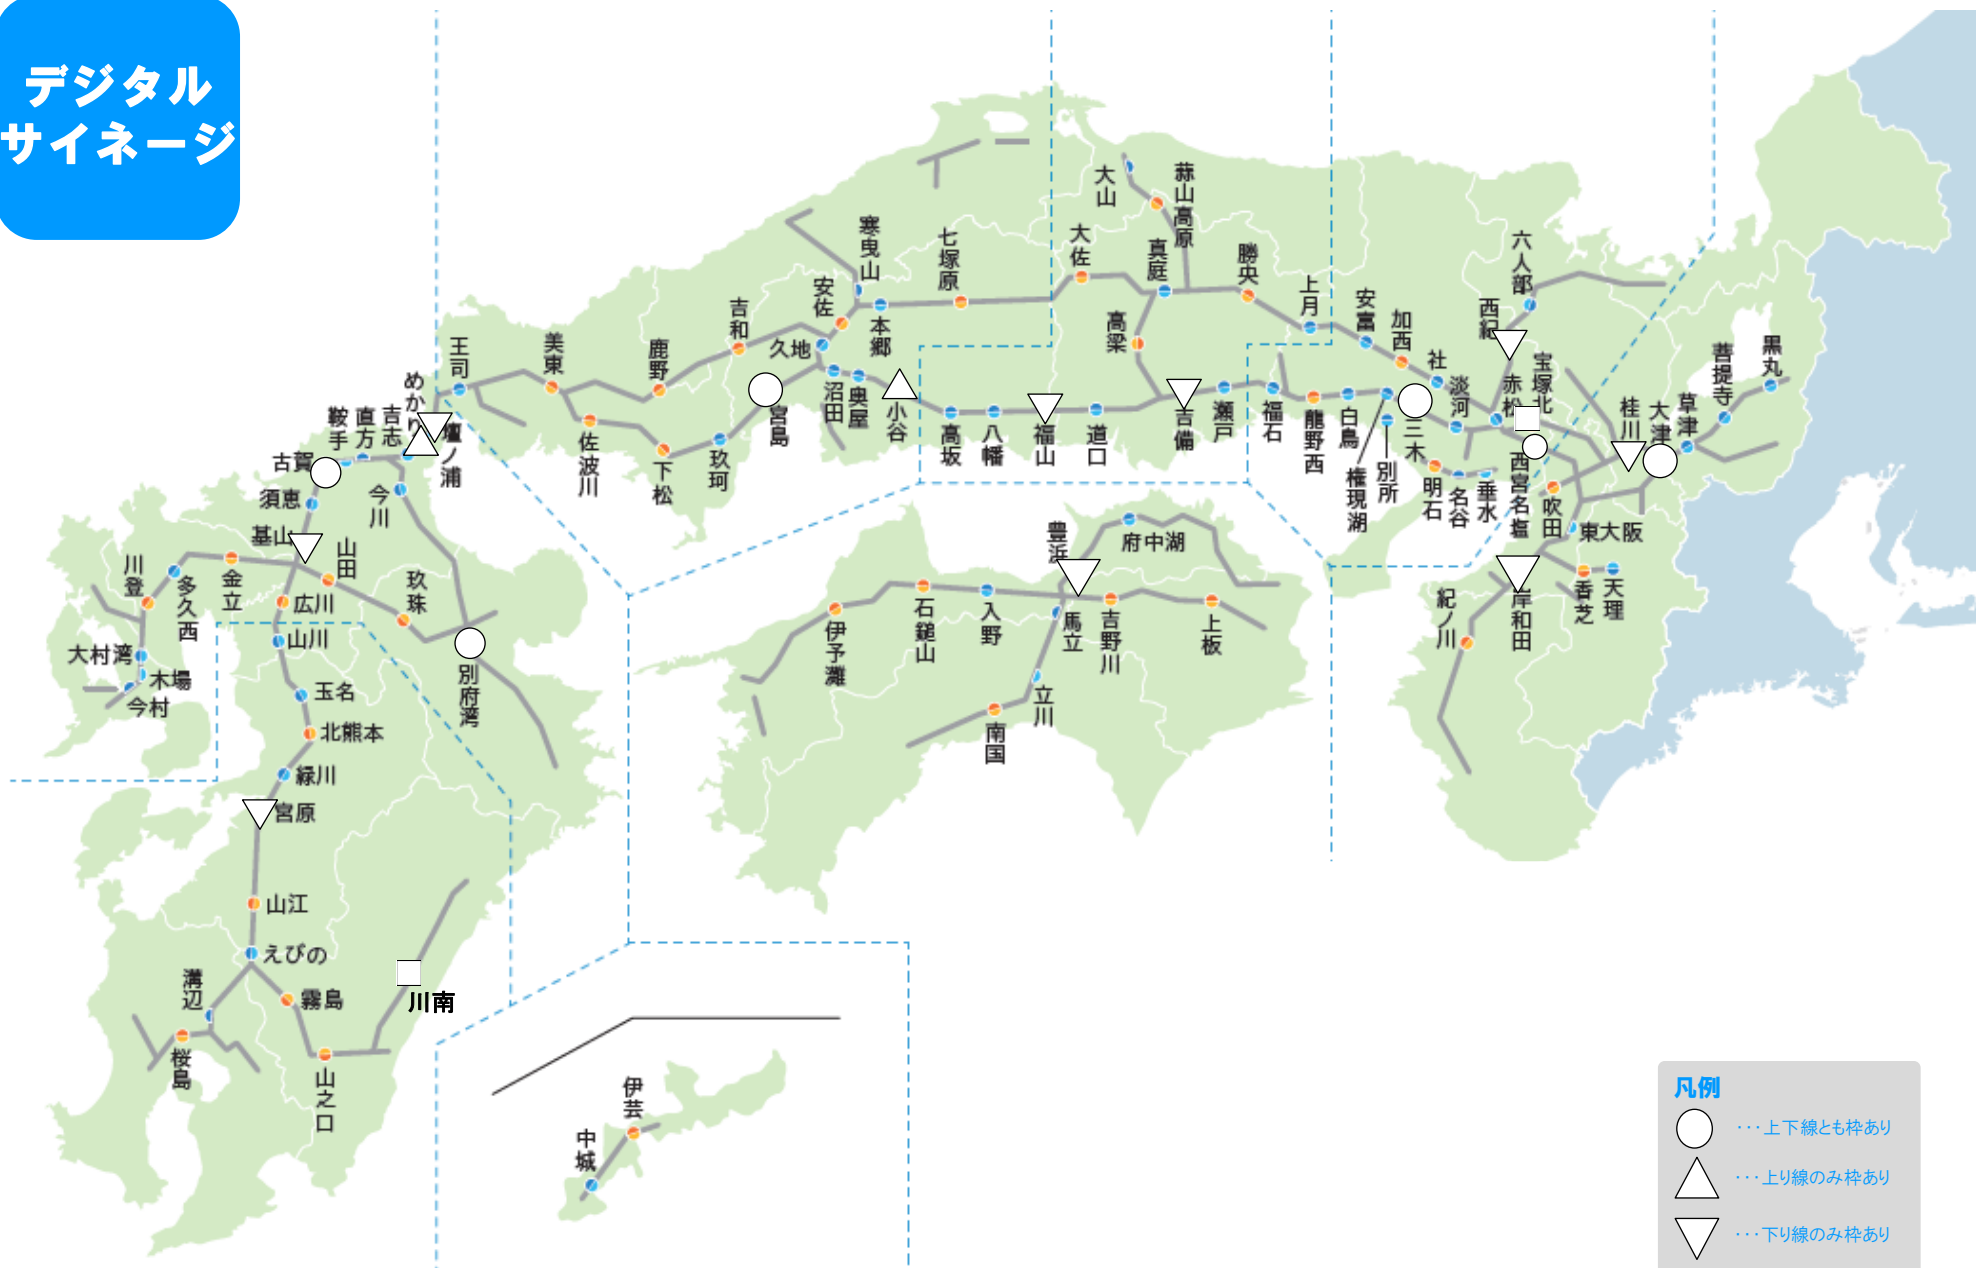 デジタル
サイネージ
大山
蒜山高原
寒曳山
七塚原
大佐
真庭
勝央
上月
六人部
西紀
安佐
本郷
吉和
久地
高梁
安富
加西
社
淡河
赤松
宝塚北
菩提寺
黒丸
王司
美東
鹿野
沼田
奥屋
小谷
宮島
高坂
八幡
福山
道口
吉備
瀬戸
福石
龍野西
白鳥
権現湖
別所
三木
明石
名谷
垂水
西宮名塩
吹田
桂川
大津
草津
めかり
壇ノ浦
鞍手
直方
吉志
古賀
須恵
今川
佐波川
下松
玖珂
基山
山田
玖珠
川登
多久西
金立
広川
山川
大村湾
木場
今村
玉名
北熊本
緑川
宮原
別府湾
豊浜
府中湖
伊予灘
石鎚山
入野
馬立
吉野川
上板
立川
南国
東大阪
香芝
天理
岸和田
紀ノ川
山江
えびの
溝辺
霧島
川南
桜島
山之口
伊芸
中城
凡例
･･･上下線とも枠あり
･･･上り線のみ枠あり
･･･下り線のみ枠あり